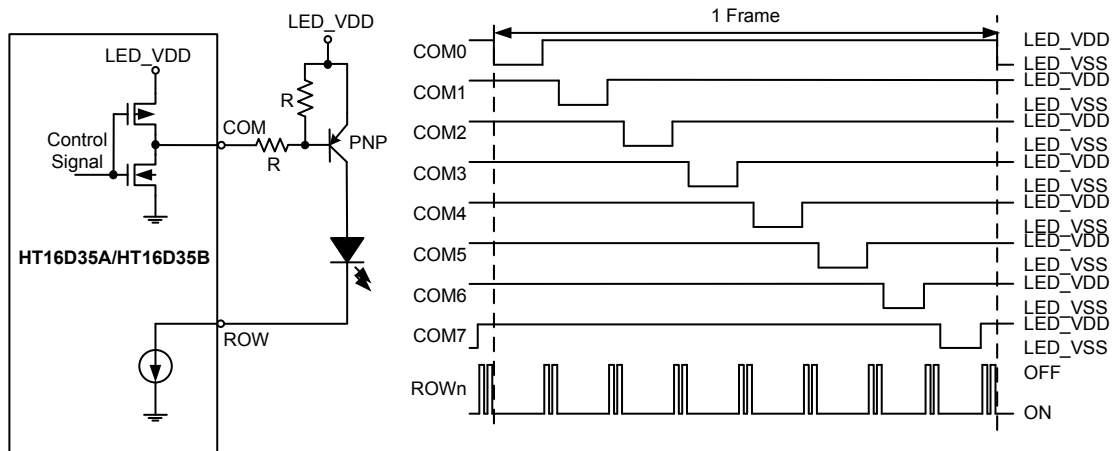 LED_VDD
Control
Signal
HT16D35A/HT16D35B
COM
R
R
LED_VDD
PNP
ROW
1 Frame
COM0
LED_VDD
LED_VSS
COM1
LED_VDD
LED_VSS
COM2
LED_VDD
LED_VSS
COM3
LED_VDD
LED_VSS
COM4
LED_VDD
LED_VSS
COM5
LED_VDD
LED_VSS
COM6
LED_VDD
LED_VSS
COM7
LED_VDD
LED_VSS
ROWn
OFF
ON